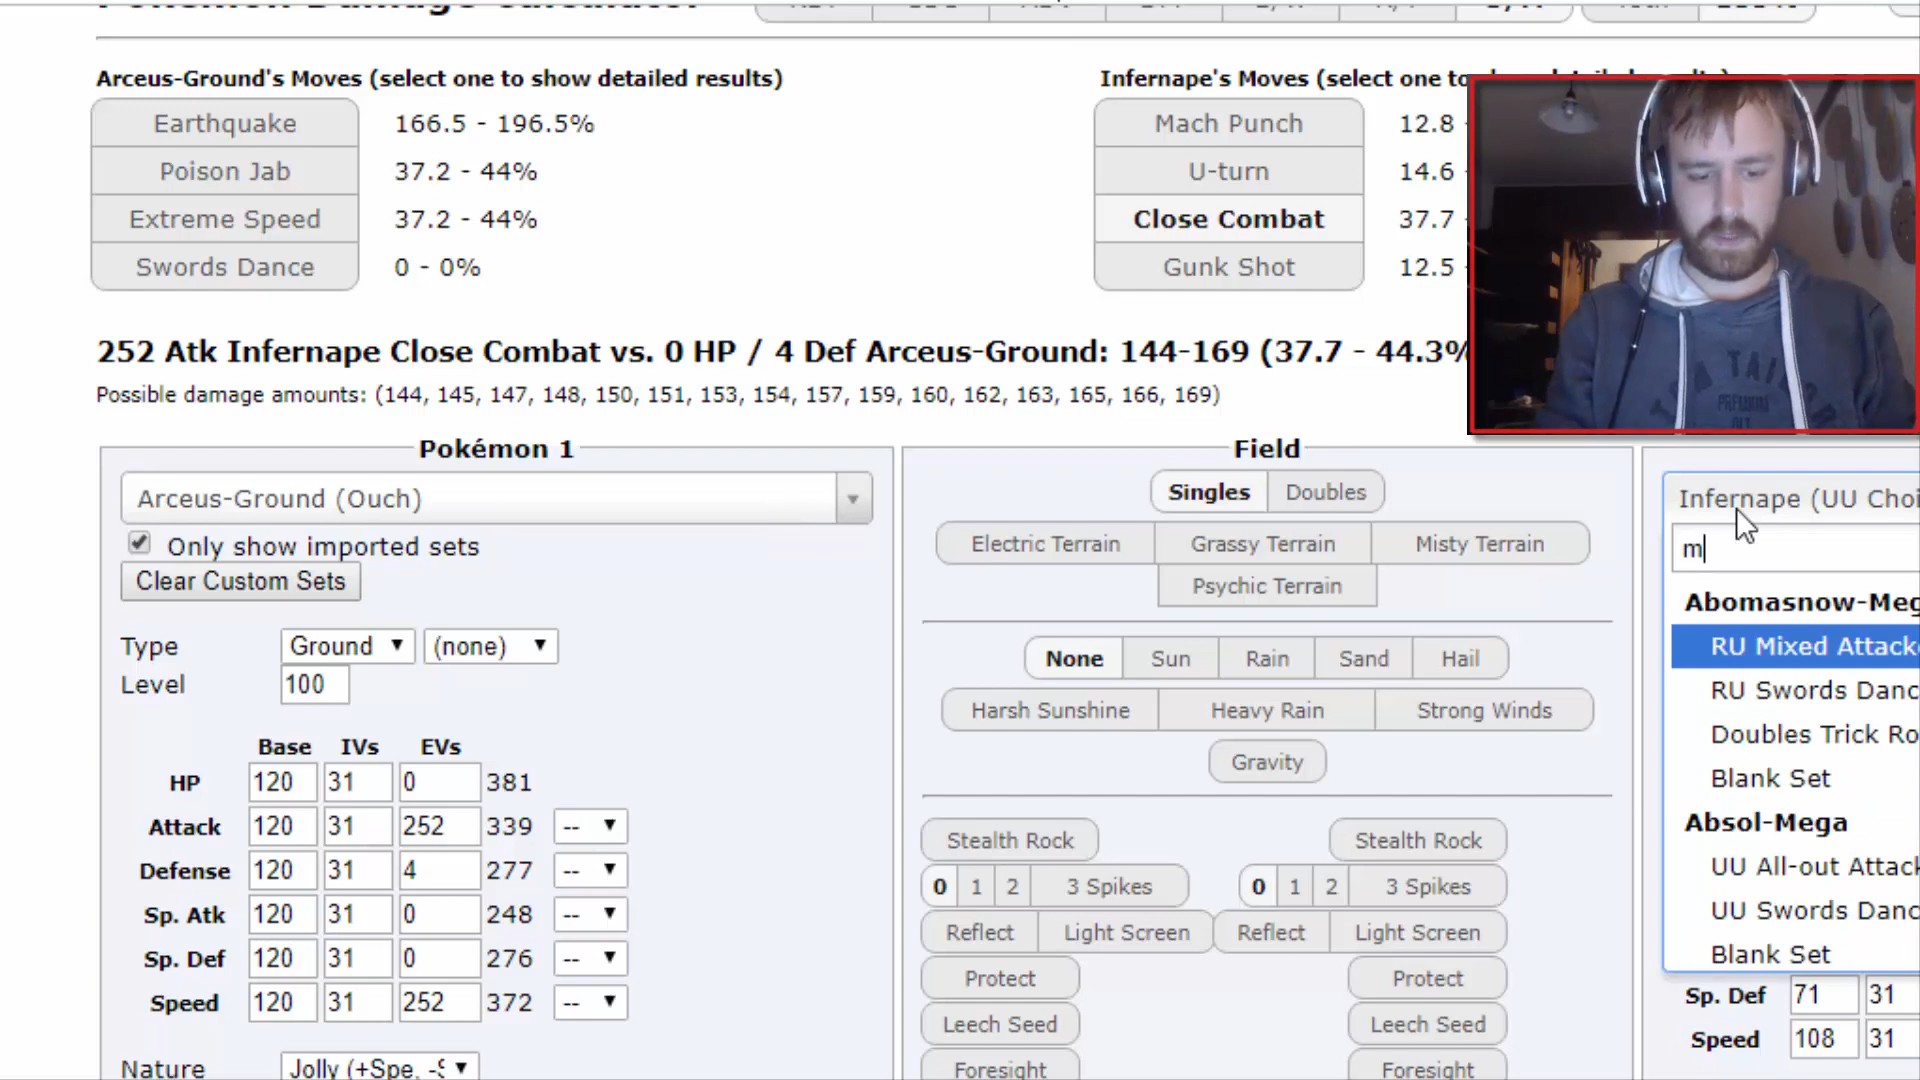 Pokémon Damage Calculator
Arceus-Ground's Moves (select one to show detailed results)
Earthquake 166.5 - 196.5%
Poison Jab 37.2 - 44%
Extreme Speed 37.2 - 44%
Swords Dance 0 - 0%
Infernape's Moves (select one to
Mach Punch 12.8
U-turn 14.6
Close Combat 37.7
Gunk Shot 12.5
252 Atk Infernape Close Combat vs. 0 HP / 4 Def Arceus-Ground: 144-169 (37.7 - 44.3%
Possible damage amounts: (144, 145, 147, 148, 150, 151, 153, 154, 157, 159, 160, 162, 163, 165, 166, 169)
Pokémon 1
Arceus-Ground (Ouch)
Only show imported sets
Clear Custom Sets
Type Ground (none)
Level 100
Base IVs EVs
HP 120 31 0 381
Attack 120 31 252 339 --
Defense 120 31 4 277 --
Sp. Atk 120 31 0 248 --
Sp. Def 120 31 0 276 --
Speed 120 31 252 372 --
Nature Jolly (+Spe, -S
Field
Singles Doubles
Electric Terrain Grassy Terrain Misty Terrain
Psychic Terrain
None Sun Rain Sand Hail
Harsh Sunshine Heavy Rain Strong Winds
Gravity
Stealth Rock Stealth Rock
0 1 2 3 Spikes 0 1 2 3 Spikes
Reflect Light Screen Reflect Light Screen
Protect Protect
Leech Seed Leech Seed
Foresight Foresight
Infernape (UU Choi
m
Abomasnow-Meg
RU Mixed Attack
RU Swords Danc
Doubles Trick Ro
Blank Set
Absol-Mega
UU All-out Attack
UU Swords Danc
Blank Set
Sp. Def 71 31
Speed 108 31